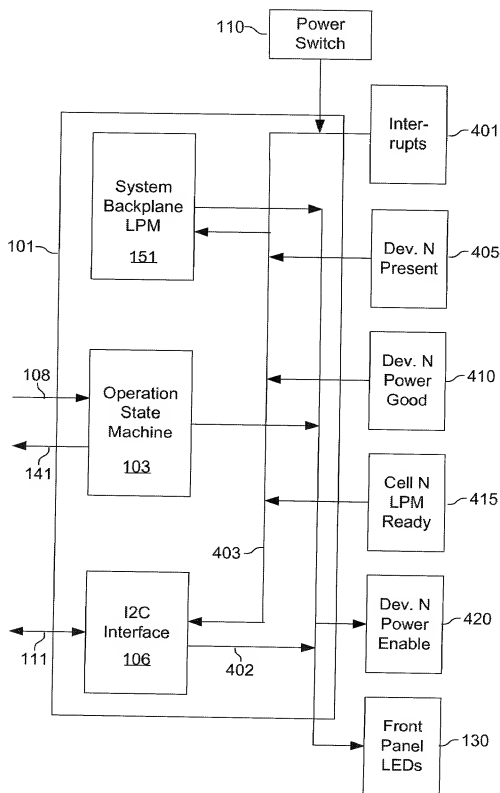 110
Power
Switch
Inter-
rupts
401
System
Backplane
LPM
151
101
Dev. N
Present
405
Dev. N
Power
Good
410
108
Operation
State
Machine
103
141
Cell N
LPM
Ready
415
403
I2C
Interface
106
111
402
Dev. N
Power
Enable
420
Front
Panel
LEDs
130